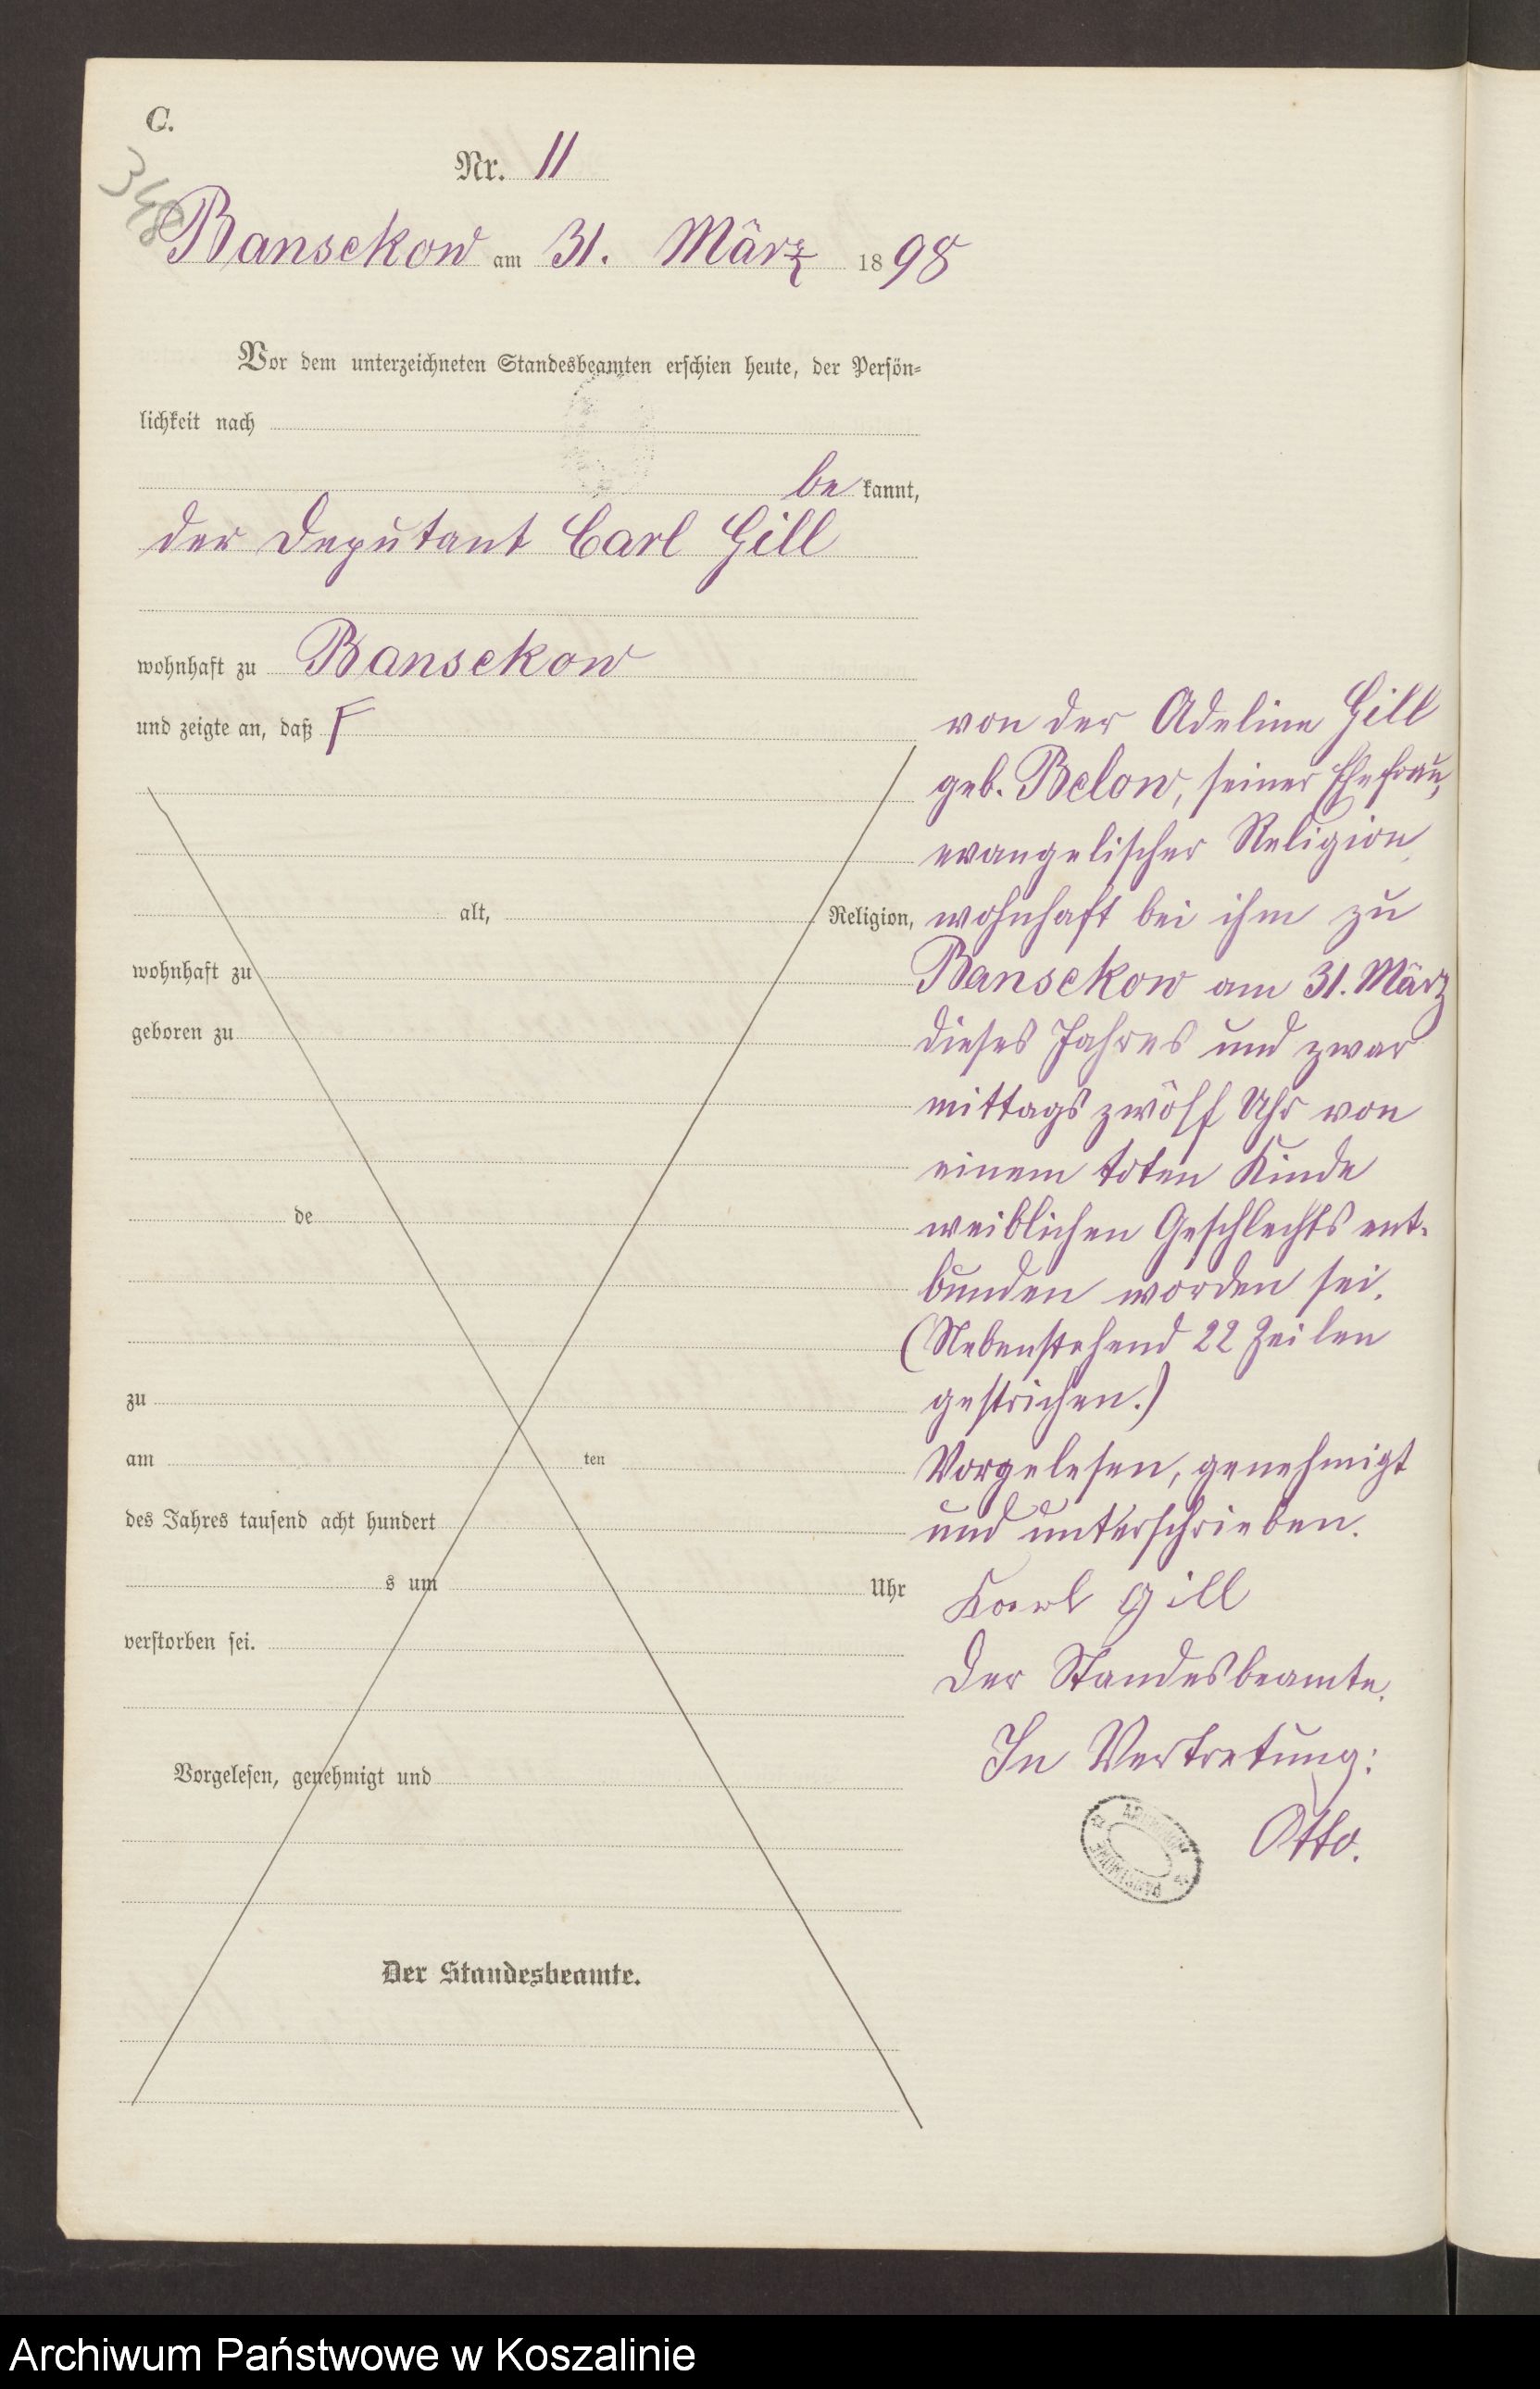 C.
348
Nr. 11
Bansekow am 31. März 1898
Vor dem unterzeichneten Standesbeamten erschien heute, der Persön-
lichkeit nach
be kannt,
der Deputant Carl Gill
wohnhaft zu Bansekow
und zeigte an, daß
alt, Religion,
wohnhaft zu
geboren zu
de
zu
am ten
des Jahres tausend acht hundert
s um Uhr
verstorben sei.
Vorgelesen, genehmigt und
Der Standesbeamte.
von der Adeline Gill
geb. Below, seiner Ehefrau,
evangelischer Religion
wohnhaft bei ihm zu
Bansekow am 31. März
dieses Jahres und zwar
mittags zwölf Uhr von
einem toten Kinde
weiblichen Geschlechts ent-
bunden worden sei.
(Nebenstehend 22 Zeilen
gestrichen.)
Vorgelesen, genehmigt
und unterschrieben.
Karl Gill
Der Standesbeamte.
In Vertretung:
Otto.
Archiwum Państwowe w Koszalinie